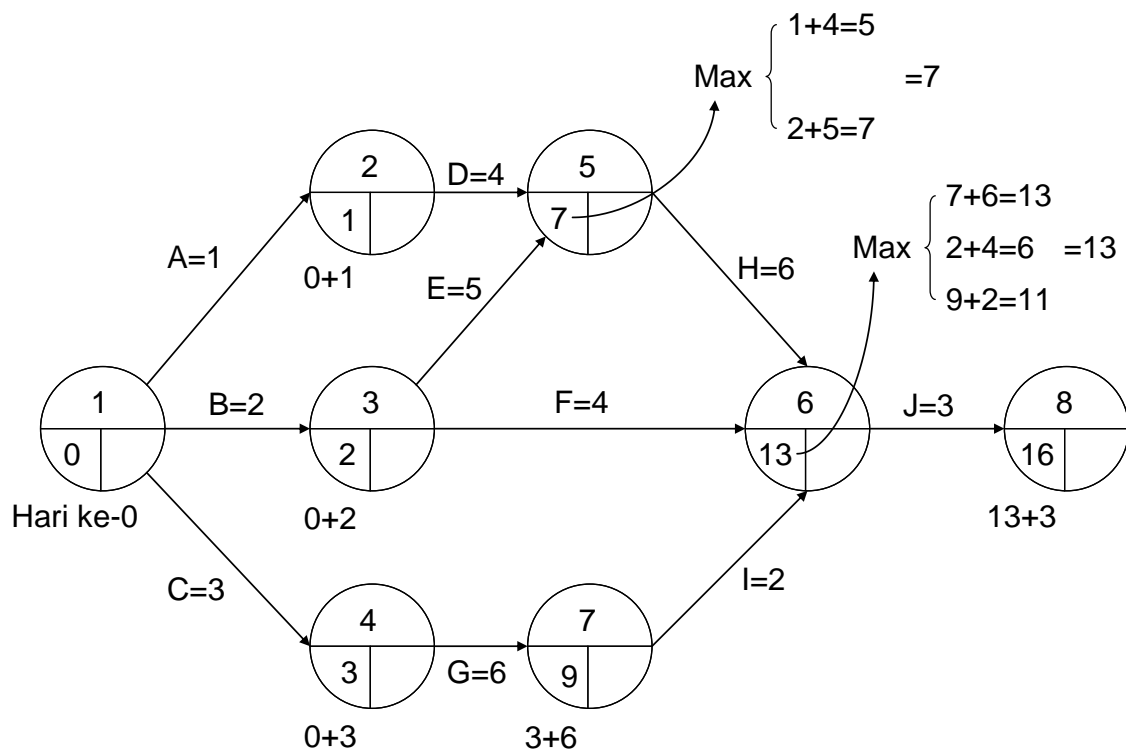 1+4=5
Max
=7
2+5=7
2
D=4
5
1
7
7+6=13
Max
2+4=6
=13
9+2=11
A=1
0+1
E=5
H=6
1
B=2
3
F=4
6
J=3
8
0
2
13
16
Hari ke-0
0+2
13+3
C=3
I=2
4
7
3
G=6
9
0+3
3+6